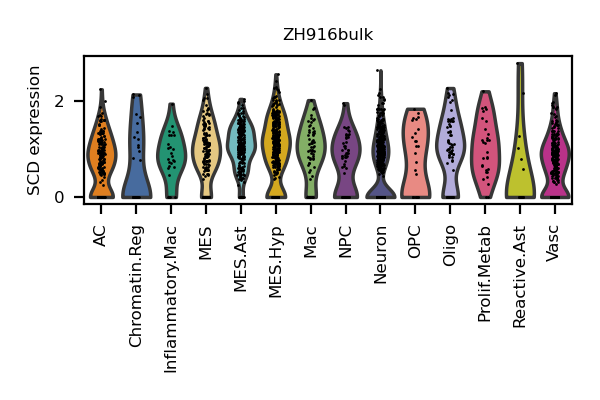 ZH916bulk
SCD expression
2
0
AC
Chromatin.Reg
Inflammatory.Mac
MES
MES.Ast
MES.Hyp
Mac
NPC
Neuron
OPC
Oligo
Prolif.Metab
Reactive.Ast
Vasc